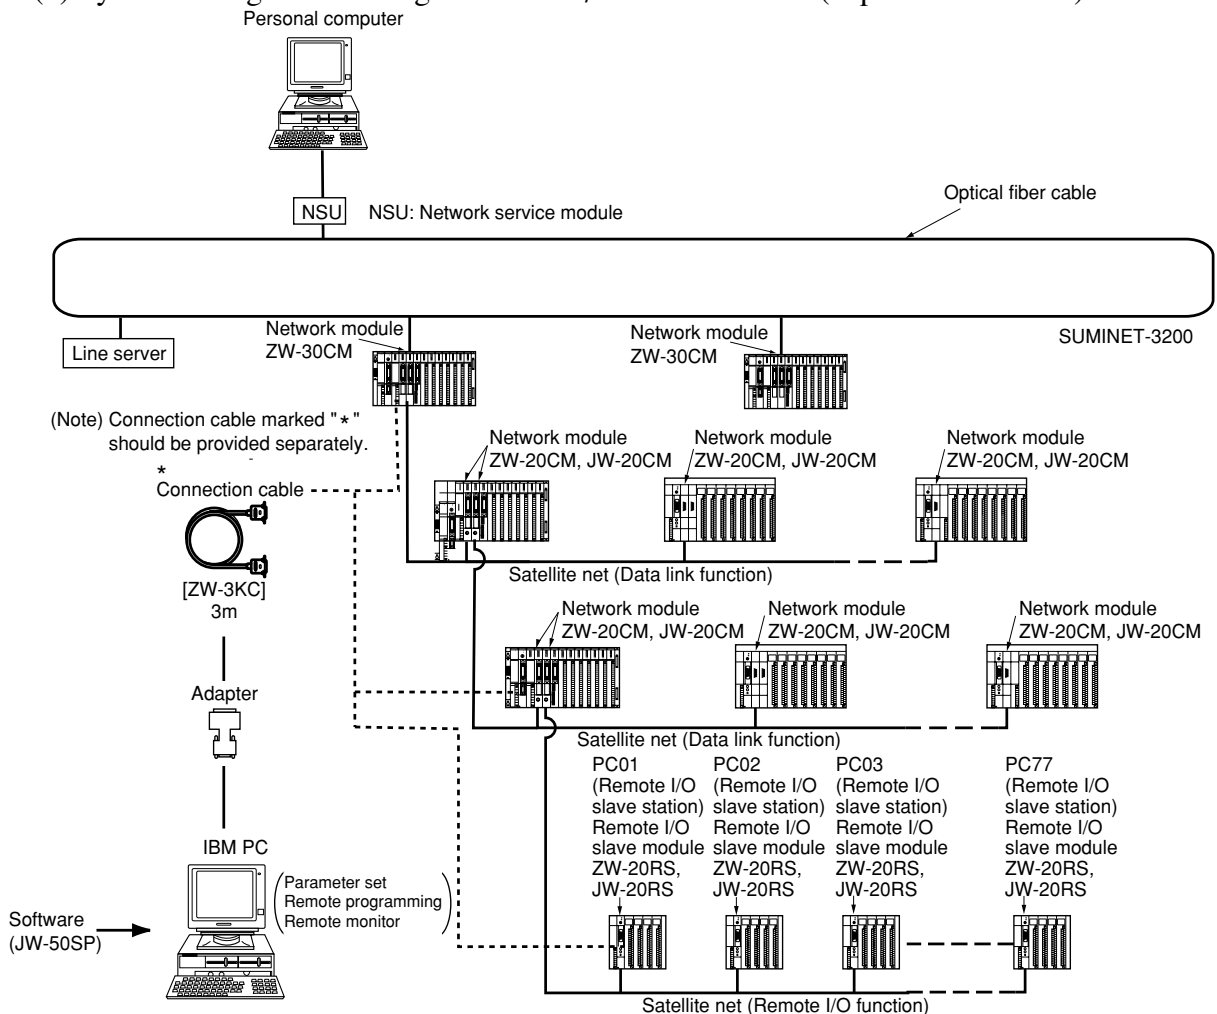 Personal computer
NSU
NSU: Network service module
Optical fiber cable
Line server
Network module
ZW-30CM
Network module
ZW-30CM
SUMINET-3200
(Note) Connection cable marked "*"
should be provided separately.
*
Connection cable
[ZW-3KC]
3m
Network module
ZW-20CM, JW-20CM
Network module
ZW-20CM, JW-20CM
Network module
ZW-20CM, JW-20CM
Satellite net (Data link function)
Network module
ZW-20CM, JW-20CM
Network module
ZW-20CM, JW-20CM
Network module
ZW-20CM, JW-20CM
Satellite net (Data link function)
Adapter
IBM PC
Parameter set
Remote programming
Remote monitor
Software
(JW-50SP)
PC01
(Remote I/O
slave station)
Remote I/O
slave module
ZW-20RS,
JW-20RS
PC02
(Remote I/O
slave station)
Remote I/O
slave module
ZW-20RS,
JW-20RS
PC03
(Remote I/O
slave station)
Remote I/O
slave module
ZW-20RS,
JW-20RS
PC77
(Remote I/O
slave station)
Remote I/O
slave module
ZW-20RS,
JW-20RS
Satellite net (Remote I/O function)